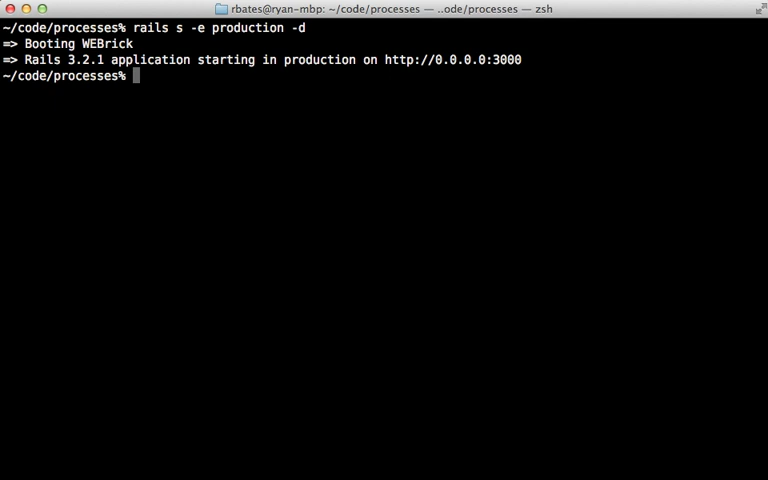 rbates@ryan-mbp: ~/code/processes — ..ode/processes — zsh
~/code/processes% rails s -e production -d
=> Booting WEBrick
=> Rails 3.2.1 application starting in production on http://0.0.0.0:3000
~/code/processes%